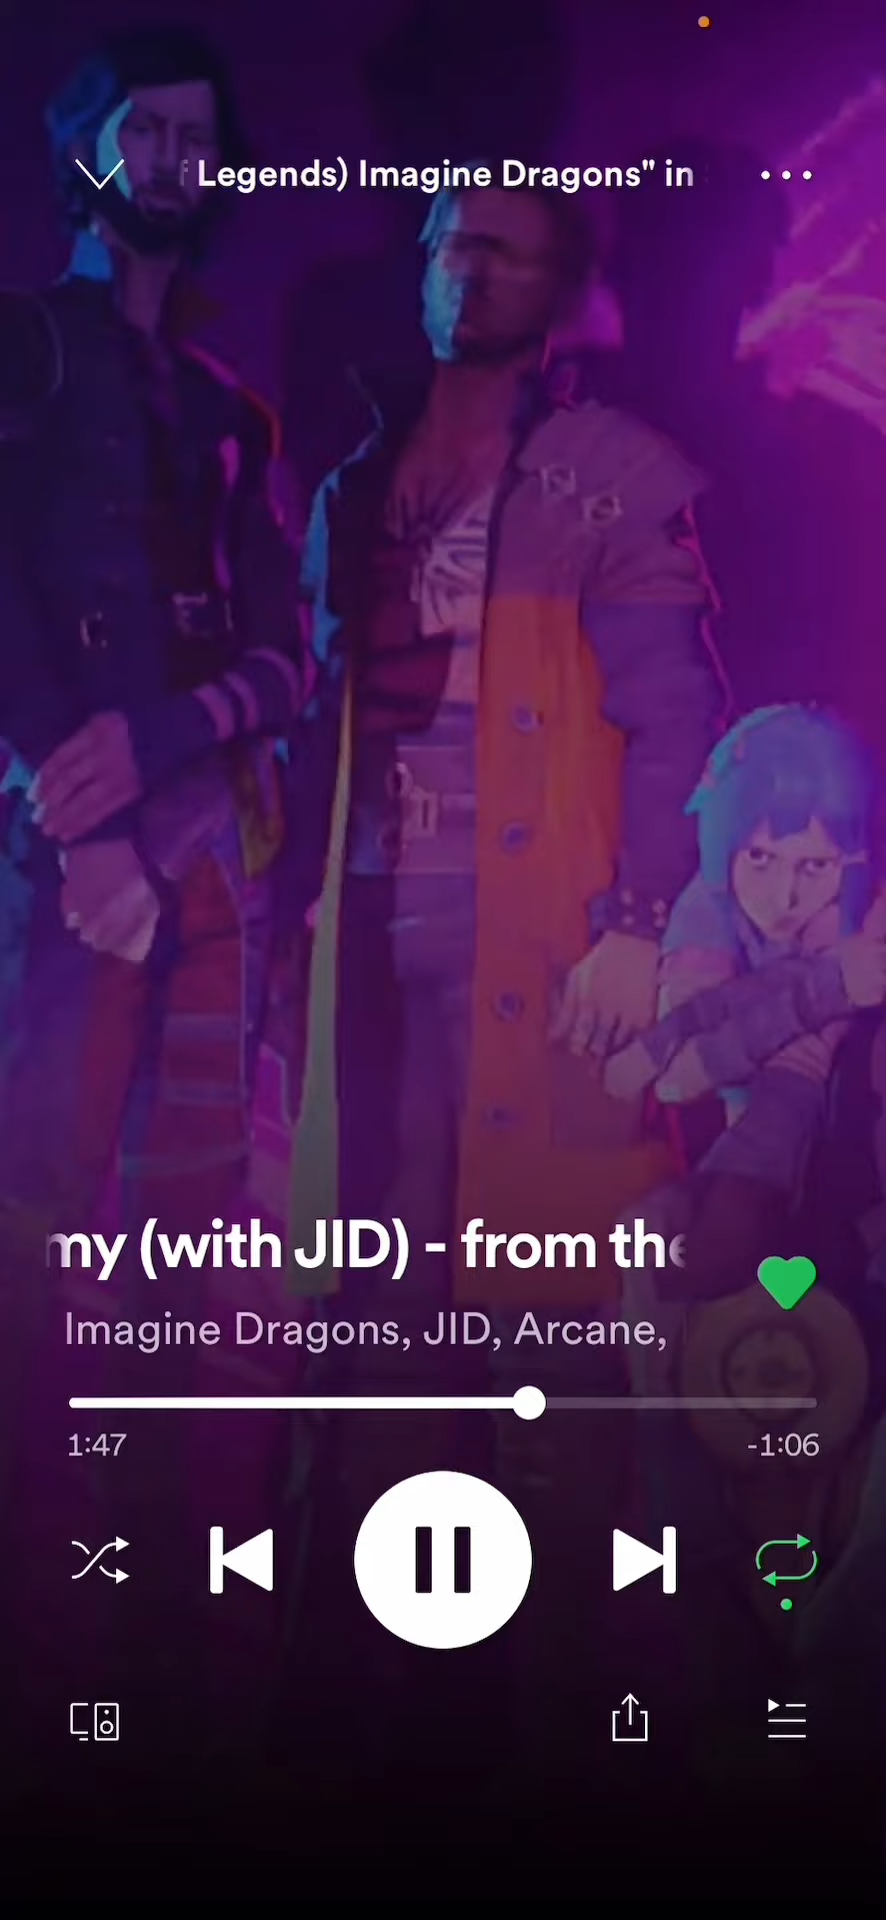 Legends) Imagine Dragons" in
my (with JID) - from the
Imagine Dragons, JID, Arcane,
1:47
-1:06